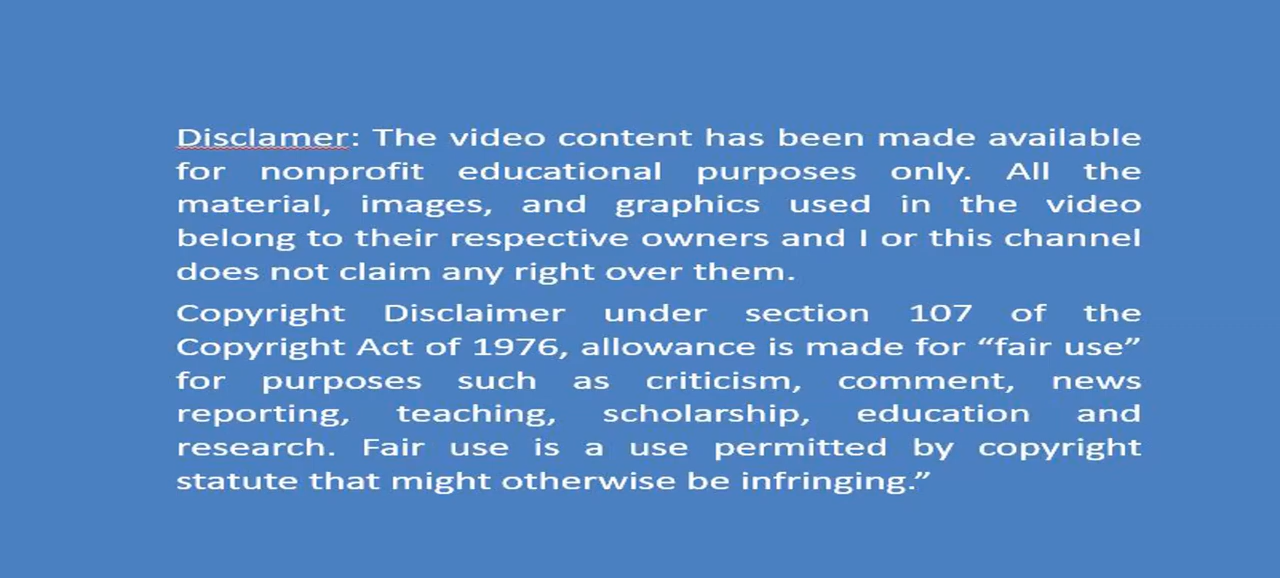 Disclamer: The video content has been made available
for nonprofit educational purposes only. All the
material, images, and graphics used in the video
belong to their respective owners and I or this channel
does not claim any right over them.
Copyright Disclaimer under section 107 of the
Copyright Act of 1976, allowance is made for “fair use”
for purposes such as criticism, comment, news
reporting, teaching, scholarship, education and
research. Fair use is a use permitted by copyright
statute that might otherwise be infringing.”